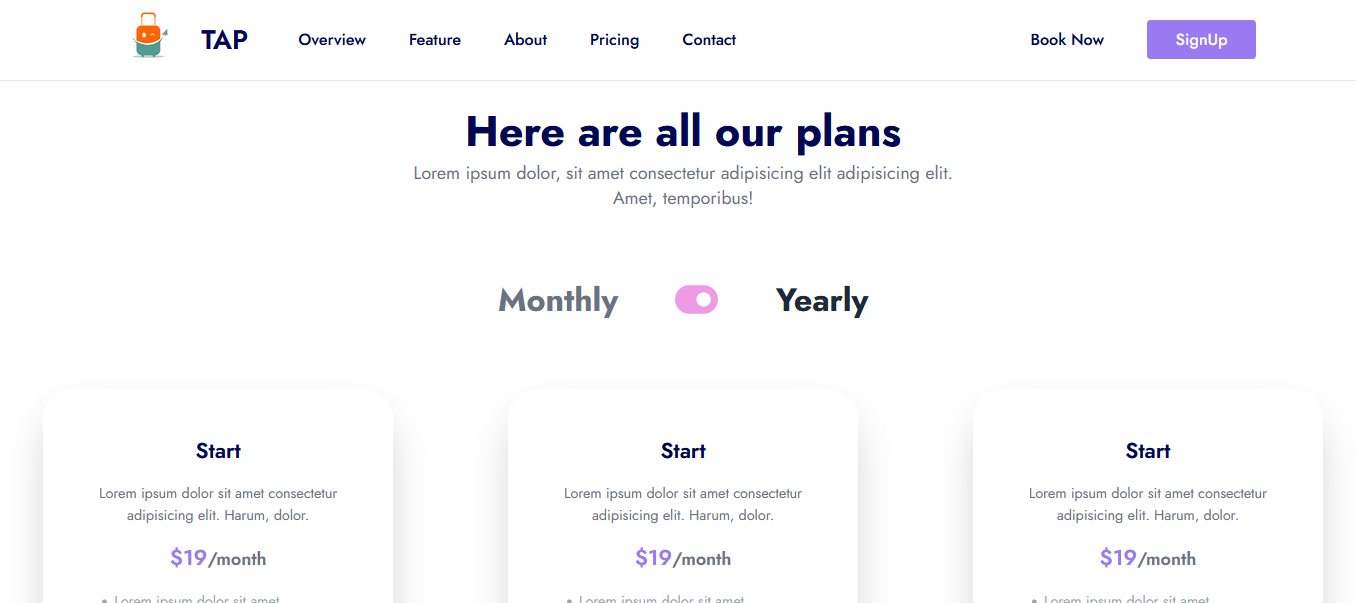 TAP Overview Feature About Pricing Contact Book Now SignUp
Here are all our plans
Lorem ipsum dolor, sit amet consectetur adipisicing elit adipisicing elit.
Amet, temporibus!
Monthly Yearly
Start
Lorem ipsum dolor sit amet consectetur
adipisicing elit. Harum, dolor.
$19/month
• Lorem ipsum dolor sit amet
Start
Lorem ipsum dolor sit amet consectetur
adipisicing elit. Harum, dolor.
$19/month
• Lorem ipsum dolor sit amet
Start
Lorem ipsum dolor sit amet consectetur
adipisicing elit. Harum, dolor.
$19/month
• Lorem ipsum dolor sit amet